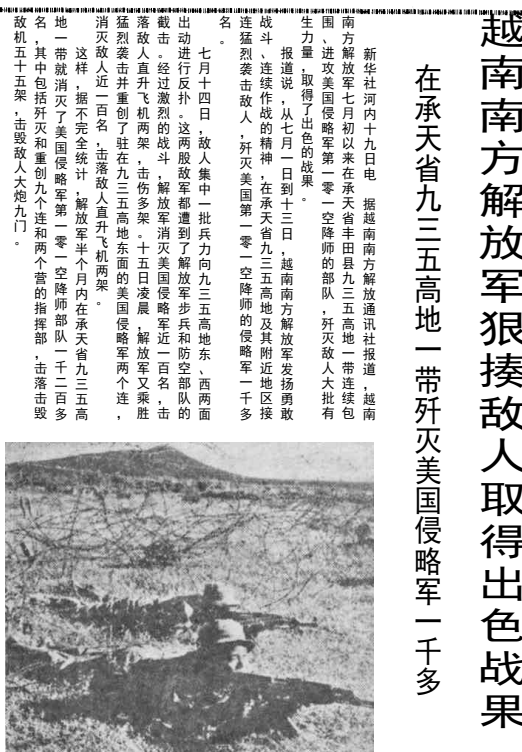 越南南方解放军狠揍敌人取得出色战果
在承天省九三五高地一带歼灭美国侵略军一千多
新华社河内十九日电　据越南南方解放通讯社报道，越南
南方解放军七月初以来在承天省丰田县九三五高地一带连续包
围、进攻美国侵略军第一零一空降师的部队，歼灭敌人大批有
生力量，取得了出色的战果。
报道说，从七月一日到十三日，越南南方解放军发扬勇敢
战斗、连续作战的精神，在承天省九三五高地及其附近地区接
连猛烈袭击敌人，歼灭美国第一零一空降师的侵略军一千多
名。
七月十四日，敌人集中一批兵力向九三五高地东、西两面
出动进行反扑。这两股敌军都遭到了解放军步兵和防空部队的
截击。经过激烈的战斗，解放军消灭美国侵略军近一百名，击
落敌人直升飞机两架，击伤多架。十五日凌晨，解放军又乘胜
猛烈袭击并重创了驻在九三五高地东面的美国侵略军两个连，
消灭敌人近一百名，击落敌人直升飞机两架。
这样，据不完全统计，解放军半个月内在承天省九三五高
地一带就消灭了美国侵略军第一零一空降师部队一千二百多
名，其中包括歼灭和重创九个连和两个营的指挥部，击落击毁
敌机五十五架，击毁敌人大炮九门。